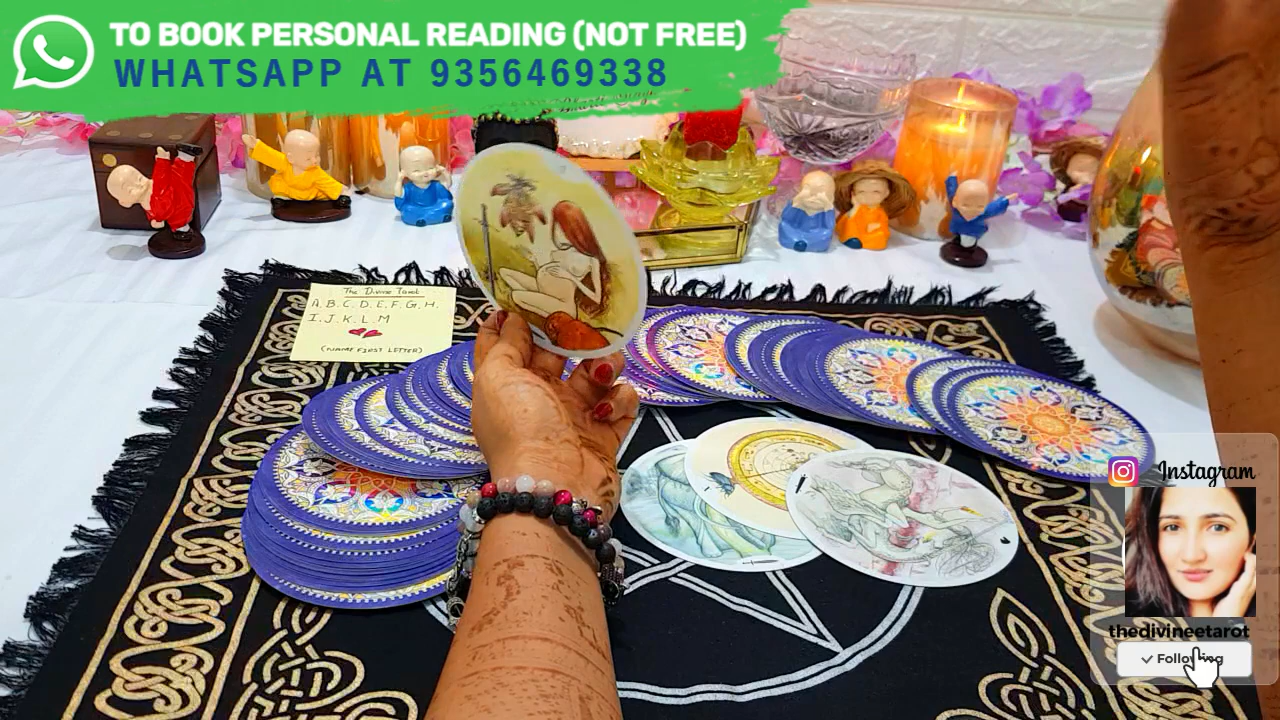 TO BOOK PERSONAL READING (NOT FREE)
WHATSAPP AT 9356469338
The Divine Tarot
A, B, C, D, E, F, G, H,
I, J, K, L, M
(NAME FIRST LETTER)
Instagram
thedivineetarot
Following